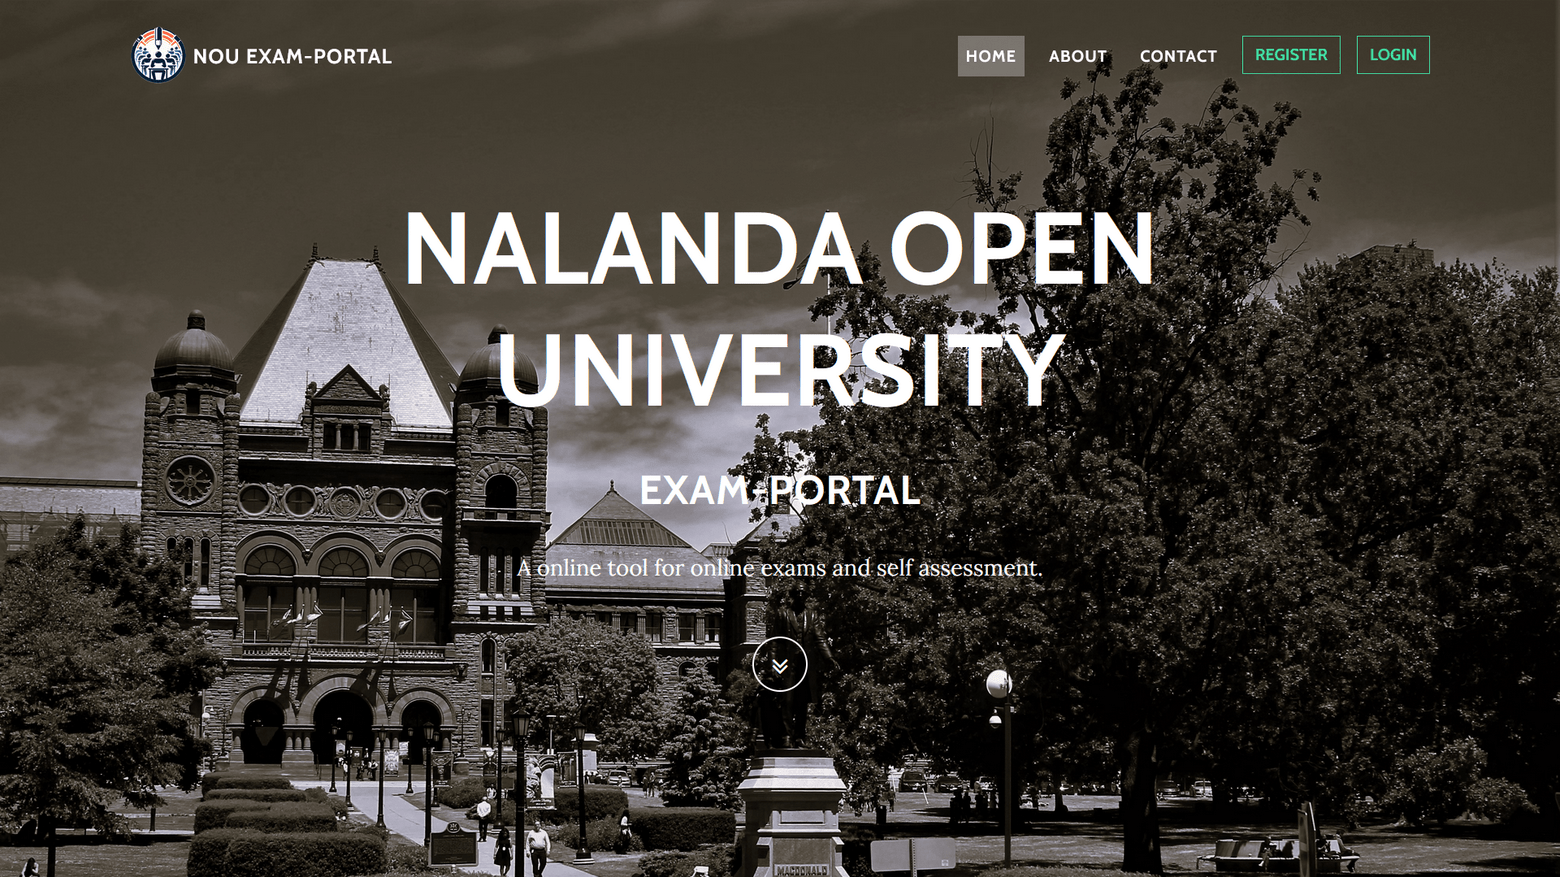 NOU EXAM-PORTAL
HOME
ABOUT
CONTACT
REGISTER
LOGIN
NALANDA OPEN
UNIVERSITY
EXAM-PORTAL
A online tool for online exams and self assessment.
MACDONALD